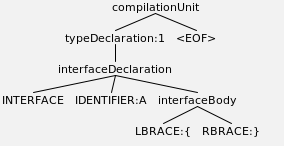 compilationUnit
typeDeclaration:1 <EOF>
interfaceDeclaration
INTERFACE IDENTIFIER:A interfaceBody
LBRACE:{ RBRACE:}